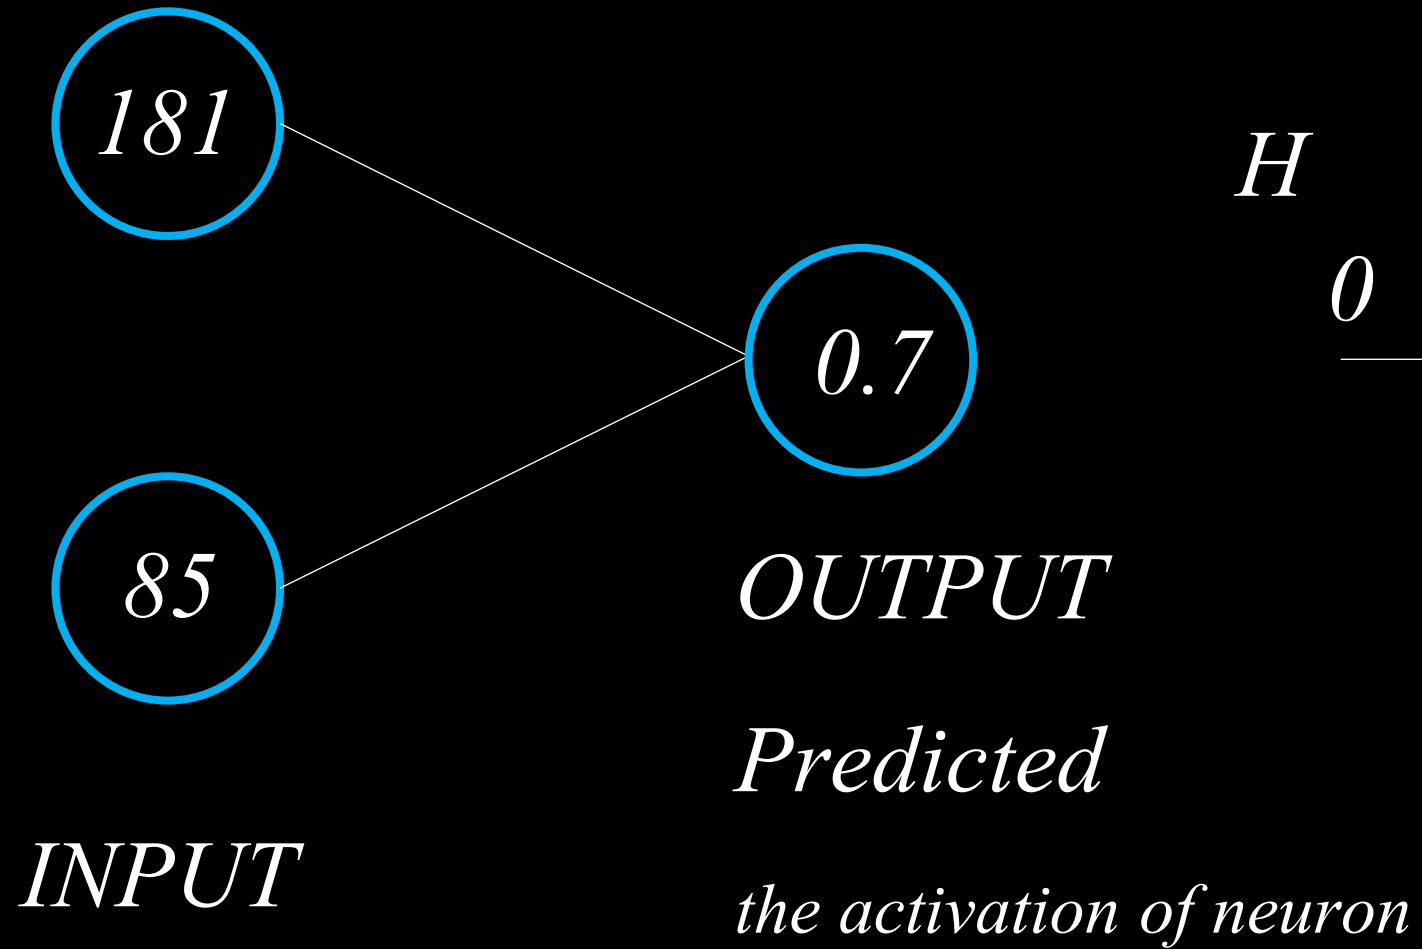 181
H
0
0.7
85
OUTPUT
Predicted
INPUT
the activation of neuron